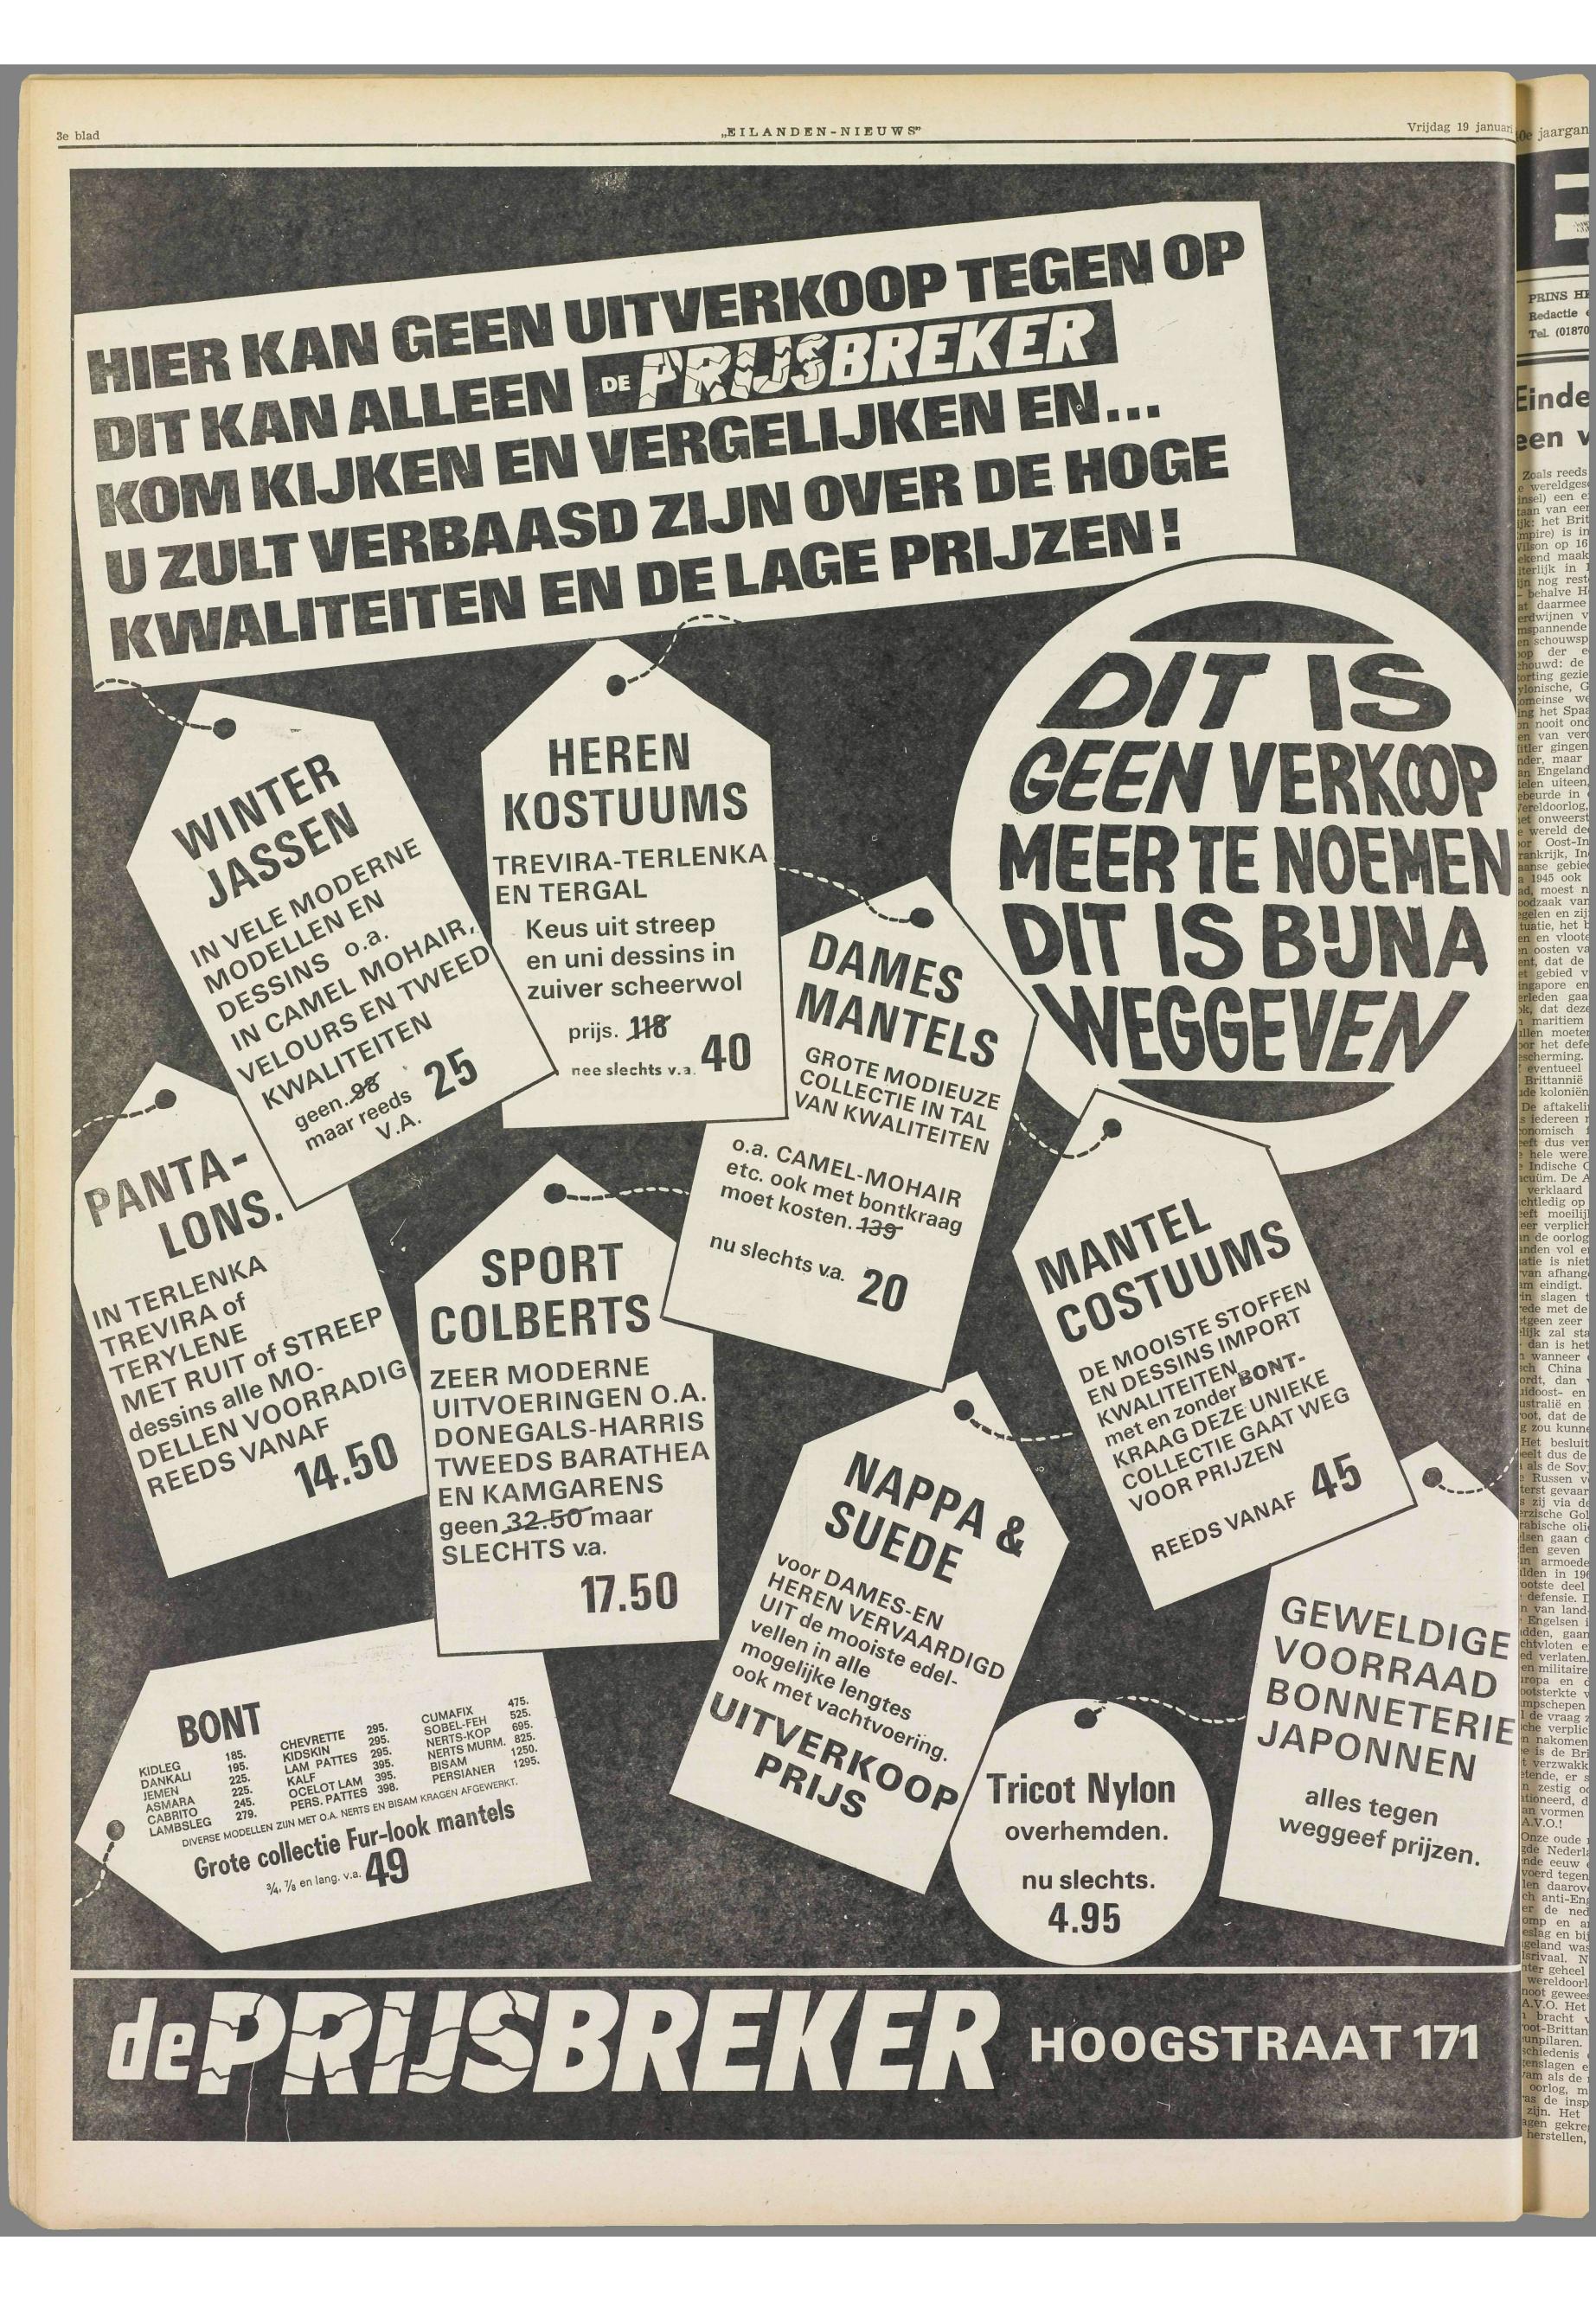 3e blad
„EILANDEN-NIEUWS”
Vrijdag 19 januari
HIER KAN GEEN UITVERKOOP TEGEN OP
DIT KAN ALLEEN DE PRIJSBREKER
KOM KIJKEN EN VERGELIJKEN EN...
U ZULT VERBAASD ZIJN OVER DE HOGE
KWALITEITEN EN DE LAGE PRIJZEN!
DIT IS
GEEN VERKOOP
MEER TE NOEMEN
DIT IS BIJNA
WEGGEVEN
WINTER
JASSEN
IN VELE MODERNE
MODELLEN EN
DESSINS o.a.
IN CAMEL MOHAIR,
VELOURS EN TWEED
KWALITEITEN
geen. 98
maar reeds 25
V.A.
HEREN
KOSTUUMS
TREVIRA-TERLENKA
EN TERGAL
Keus uit streep
en uni dessins in
zuiver scheerwol
prijs. 118
nee slechts v.a. 40
DAMES
MANTELS
GROTE MODIEUZE
COLLECTIE IN TAL
VAN KWALITEITEN
o.a. CAMEL-MOHAIR
etc. ook met bontkraag
moet kosten. 139
nu slechts v.a. 20
PANTA-
LONS.
IN TERLENKA
TREVIRA of
TERYLENE
MET RUIT of STREEP
dessins alle MO-
DELLEN VOORRADIG
REEDS VANAF
14.50
SPORT
COLBERTS
ZEER MODERNE
UITVOERINGEN O.A.
DONEGALS-HARRIS
TWEEDS BARATHEA
EN KAMGARENS
geen 32.50 maar
SLECHTS v.a.
17.50
MANTEL
COSTUUMS
DE MOOISTE STOFFEN
EN DESSINS IMPORT
KWALITEITEN
met en zonder BONT-
KRAAG DEZE UNIEKE
COLLECTIE GAAT WEG
VOOR PRIJZEN
REEDS VANAF 45
NAPPA &
SUEDE
voor DAMES-EN
HEREN VERVAARDIGD
UIT de mooiste edel-
vellen in alle
mogelijke lengtes
ook met vachtvoering.
UITVERKOOP
PRIJS
BONT
KIDLEG 185.
DANKALI 195.
JEMEN 225.
ASMARA 225.
CABRITO 245.
LAMBSLEG 279.
CHEVRETTE 295.
KIDSKIN 295.
LAM PATTES 295.
KALF 395.
OCELOT LAM 395.
PERS. PATTES 398.
CUMAFIX 475.
SOBEL-FEH 525.
NERTS-KOP 695.
NERTS MURM. 825.
BISAM 1250.
PERSIANER 1295.
DIVERSE MODELLEN ZIJN MET O.A. NERTS EN BISAM KRAGEN AFGEWERKT.
Grote collectie Fur-look mantels
¾, ⅞ en lang. v.a. 49
Tricot Nylon
overhemden.
nu slechts.
4.95
GEWELDIGE
VOORRAAD
BONNETERIE
JAPONNEN
alles tegen
weggeef prijzen.
de PRIJSBREKER HOOGSTRAAT 171